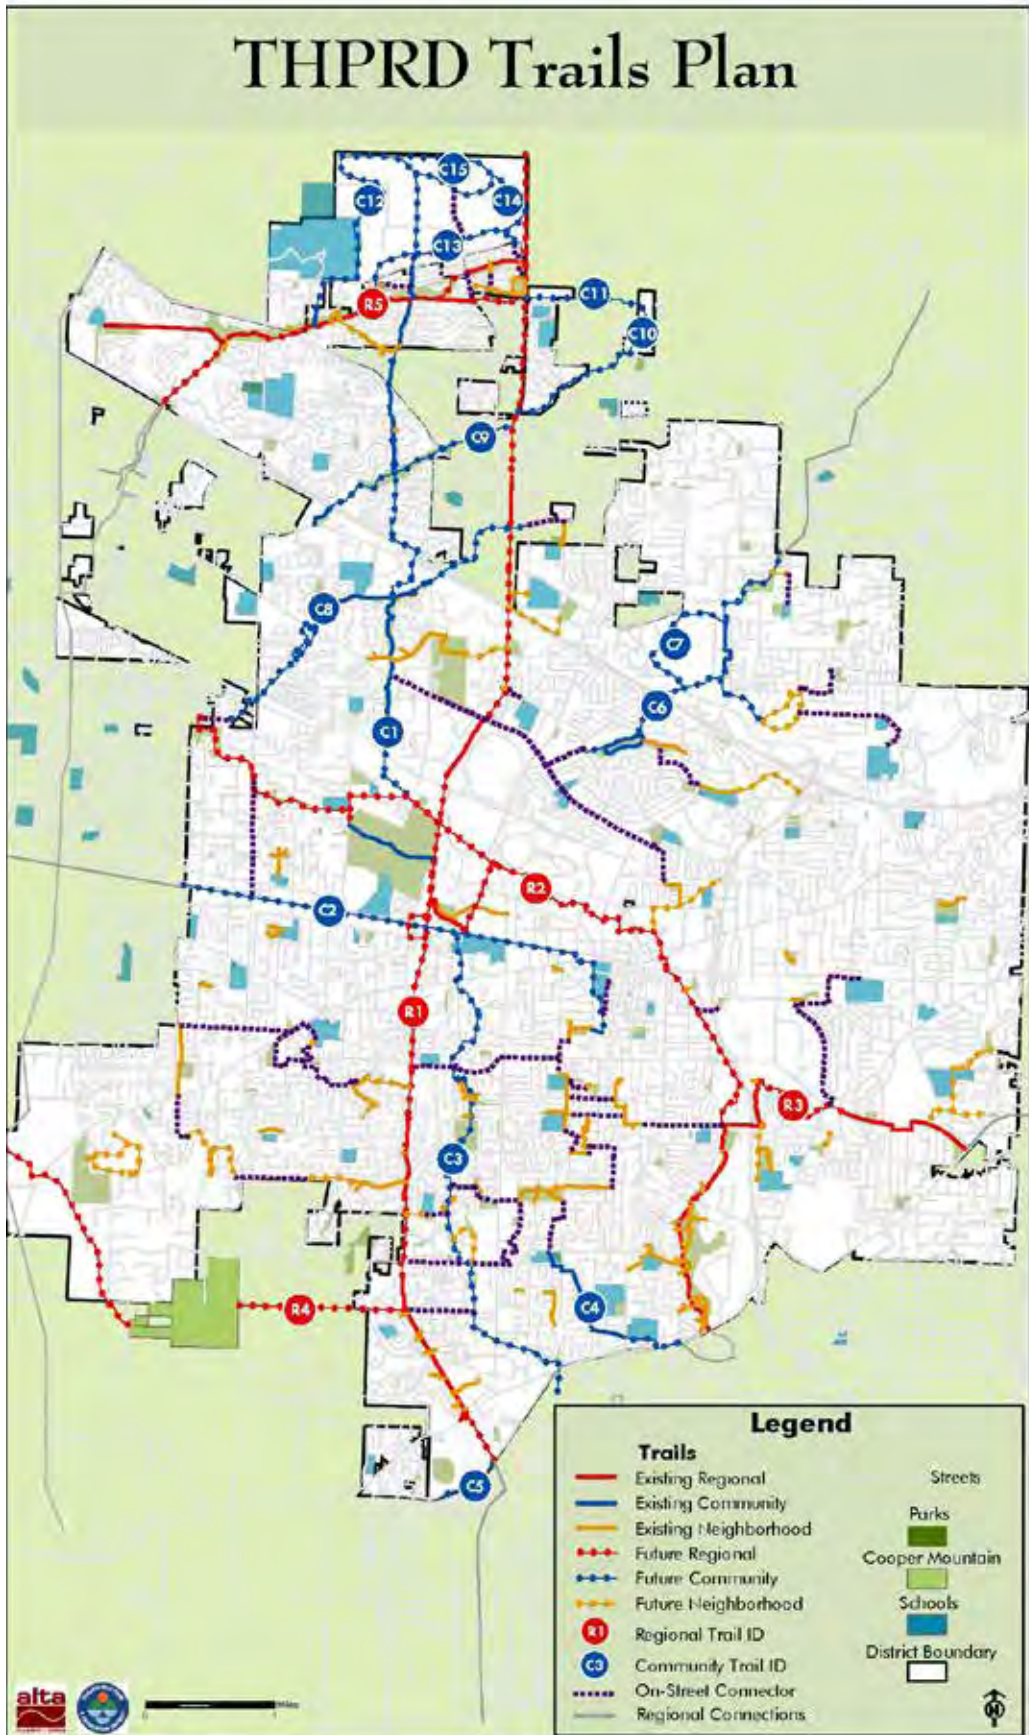 THPRD Trails Plan
C15
C12
C14
C13
C11
R5
C10
C9
C8
C7
C6
C1
R2
C2
R1
R3
C3
R4
C4
C5
Legend
Trails
Existing Regional
Existing Community
Existing Neighborhood
Future Regional
Future Community
Future Neighborhood
R1 Regional Trail ID
C3 Community Trail ID
On-Street Connector
Regional Connections
Streets
Parks
Cooper Mountain
Schools
District Boundary
alta
Miles
N